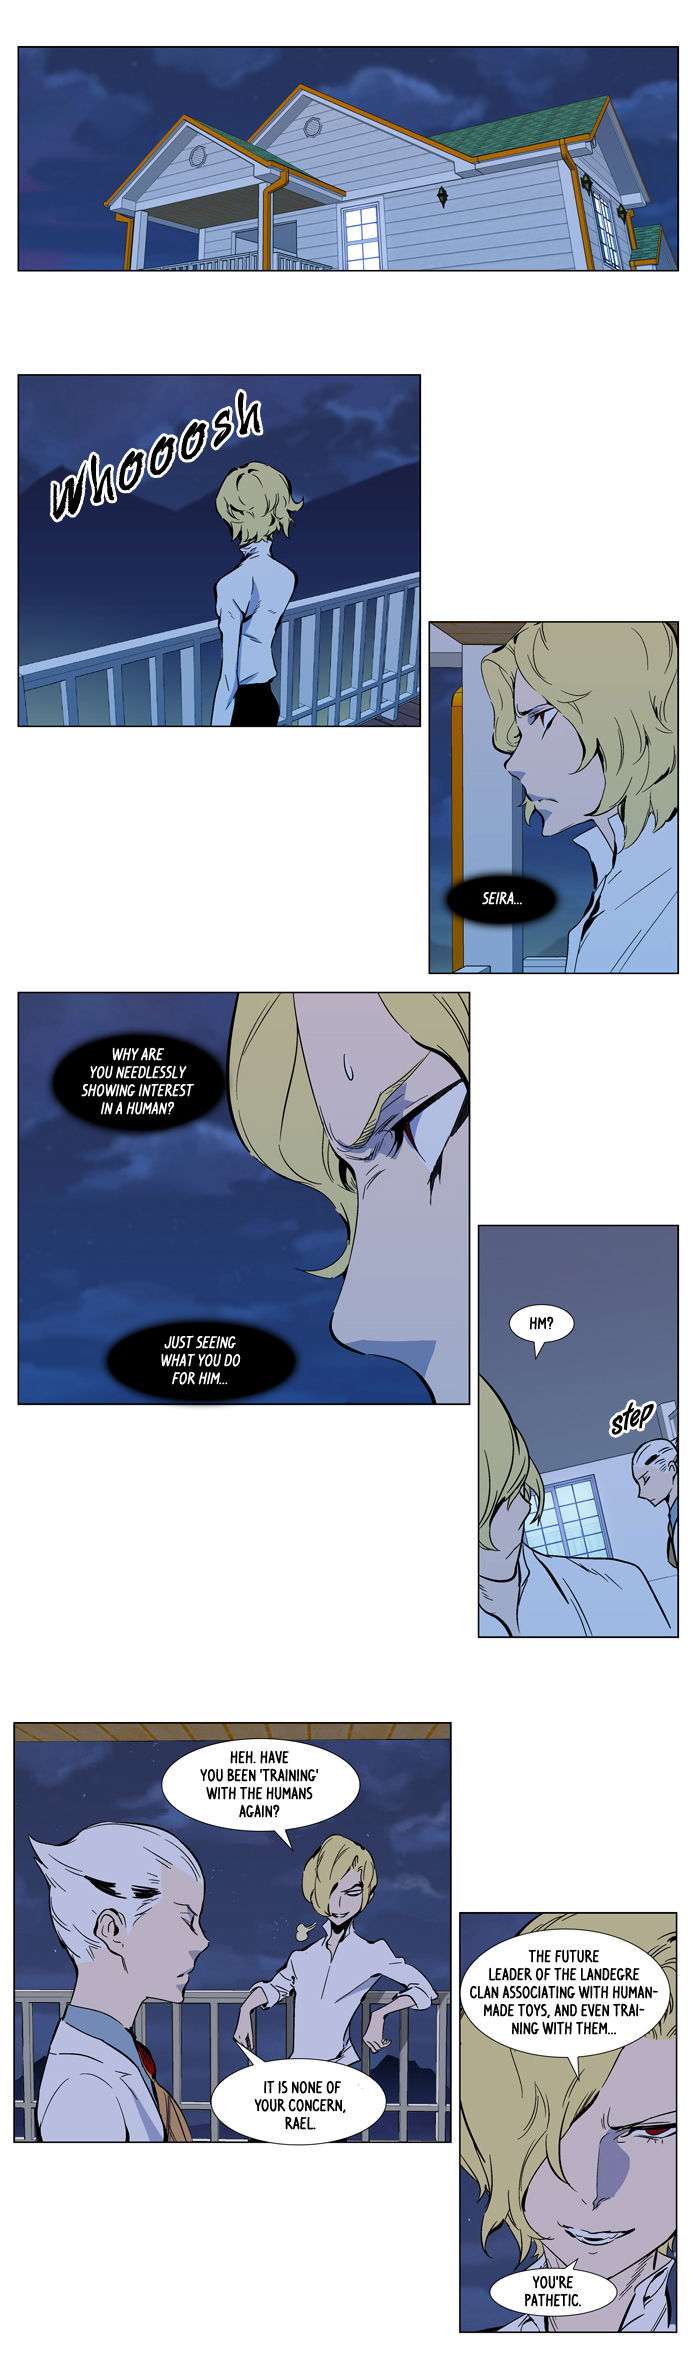 WHOOOSH
SEIRA...
WHY ARE
YOU NEEDLESSLY
SHOWING INTEREST
IN A HUMAN?
JUST SEEING
WHAT YOU DO
FOR HIM...
HM?
STEP
HEH. HAVE
YOU BEEN 'TRAINING'
WITH THE HUMANS
AGAIN?
IT IS NONE OF
YOUR CONCERN,
RAEL.
THE FUTURE
LEADER OF THE LANDEGRE
CLAN ASSOCIATING WITH HUMAN-
MADE TOYS, AND EVEN TRAI-
NING WITH THEM...
YOU'RE
PATHETIC.